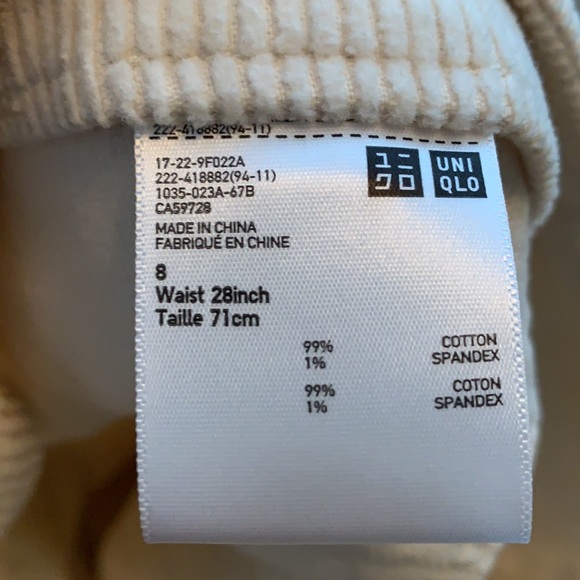 222-418882(94-11)
17-22-9F022A
222-418882(94-11)
1035-023A-67B
CA59728
ユニ
クロ
UNI
QLO
MADE IN CHINA
FABRIQUÉ EN CHINE
8
Waist 28inch
Taille 71cm
99% COTTON
1% SPANDEX
99% COTON
1% SPANDEX